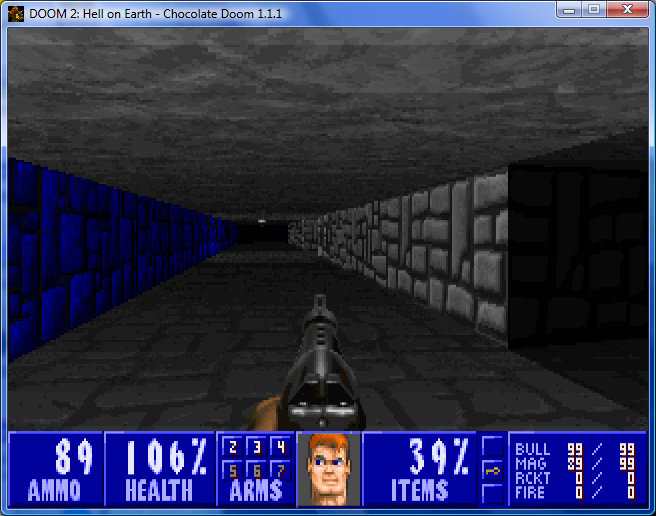 DOOM 2: Hell on Earth - Chocolate Doom 1.1.1
89 106% 2 3 4 39% BULL 99 / 99
5 6 7 MAG 89 / 99
RCKT 0 / 0
AMMO HEALTH ARMS ITEMS FIRE 0 / 0